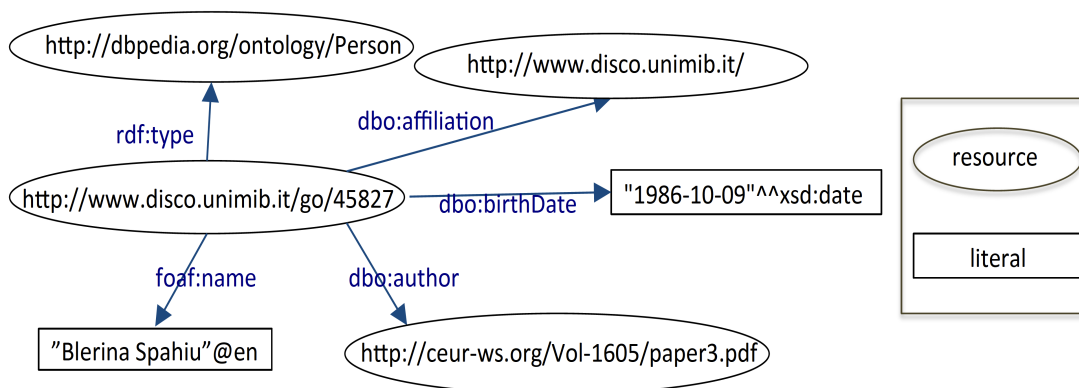 http://dbpedia.org/ontology/Person
http://www.disco.unimib.it/
rdf:type
dbo:affiliation
resource
http://www.disco.unimib.it/go/45827
dbo:birthDate
"1986-10-09"^^xsd:date
literal
foaf:name
dbo:author
”Blerina Spahiu”@en
http://ceur-ws.org/Vol-1605/paper3.pdf